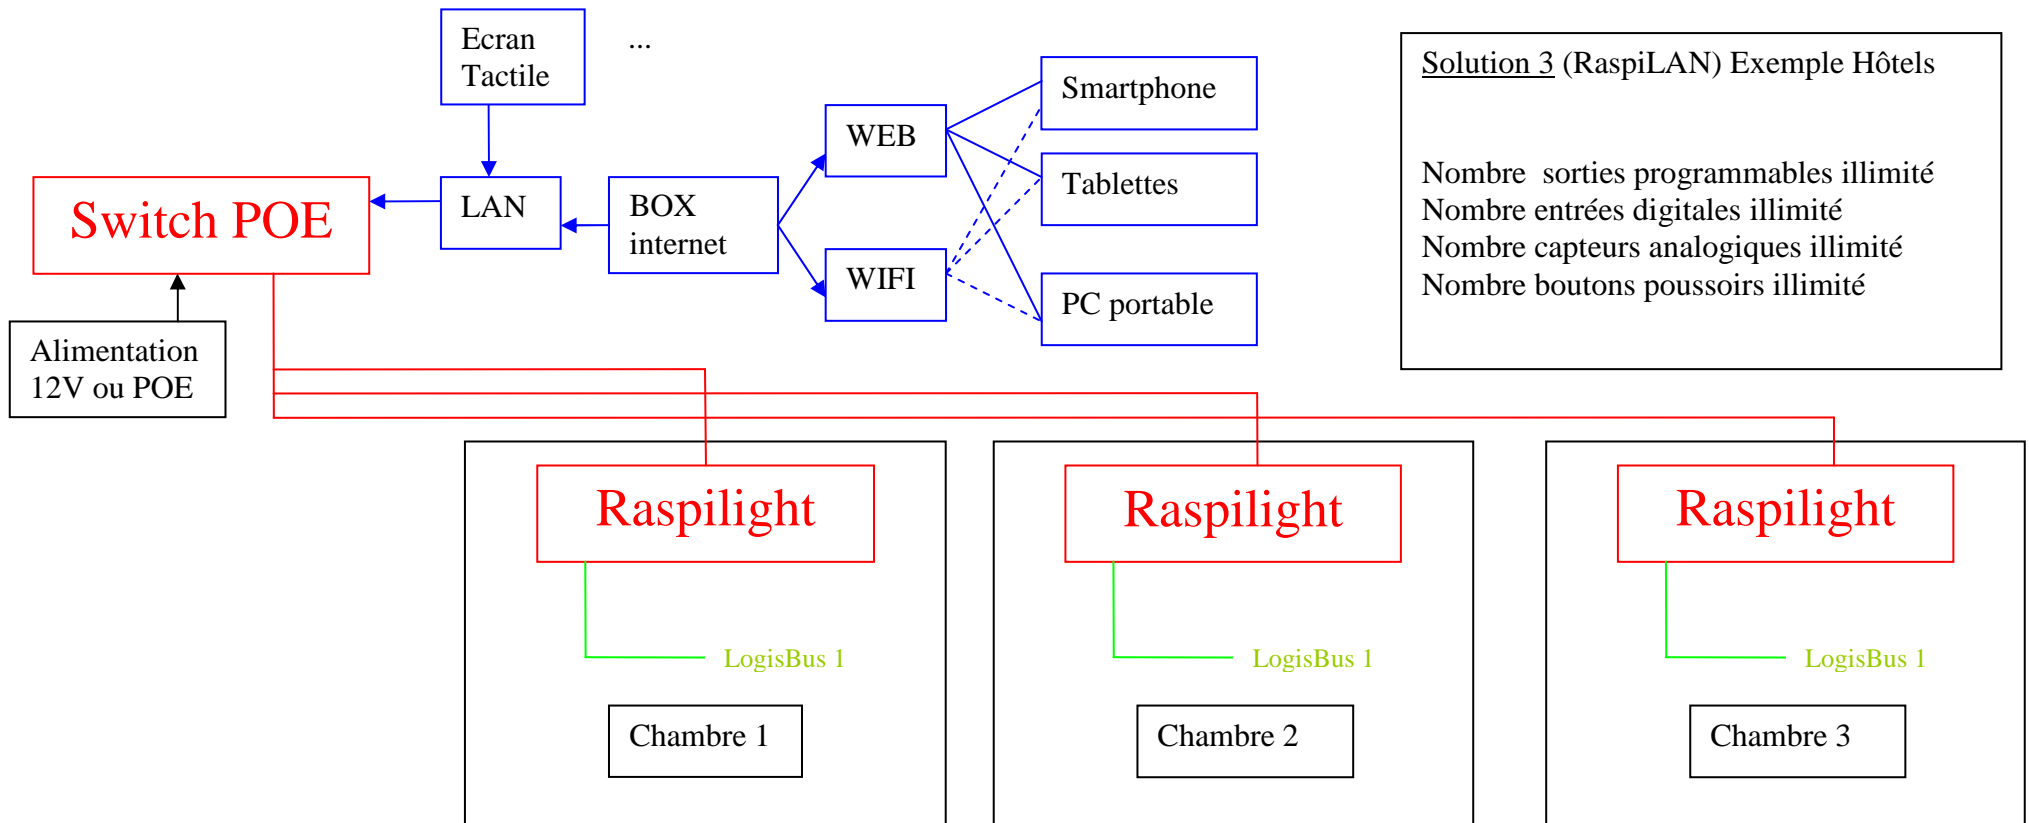 Ecran
Tactile
...
Smartphone
Solution 3 (RaspiLAN) Exemple Hôtels
WEB
Tablettes
Nombre  sorties programmables illimité
Nombre entrées digitales illimité
Nombre capteurs analogiques illimité
Nombre boutons poussoirs illimité
Switch POE
LAN
BOX
internet
WIFI
PC portable
Alimentation
12V ou POE
Raspilight
Raspilight
Raspilight
LogisBus 1
LogisBus 1
LogisBus 1
Chambre 1
Chambre 2
Chambre 3